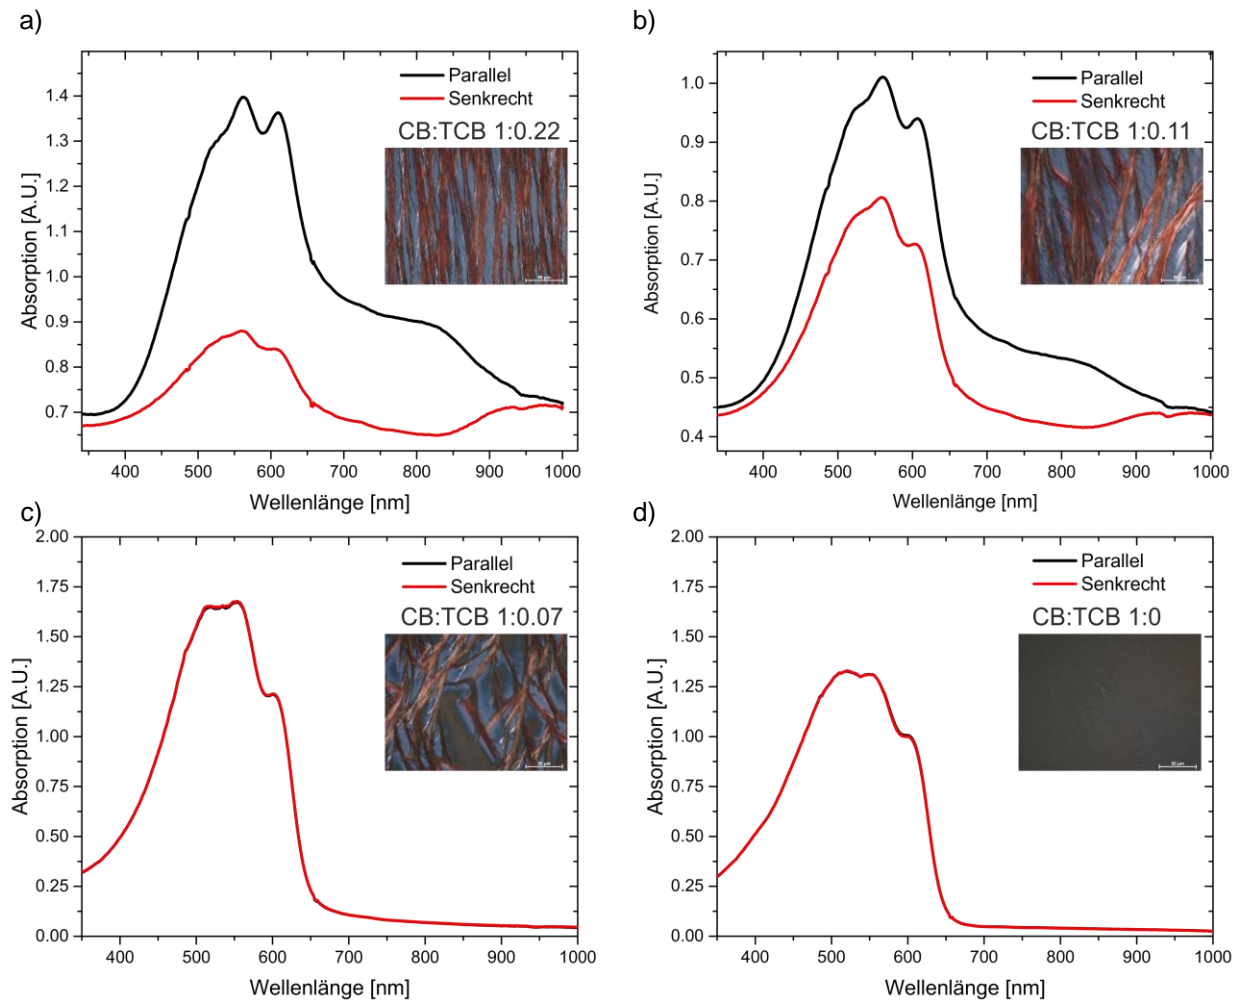 a)
Parallel
Senkrecht
CB:TCB 1:0.22
1.4
1.3
1.2
1.1
1.0
0.9
0.8
0.7
Absorption [A.U.]
400 500 600 700 800 900 1000
Wellenlänge [nm]
b)
Parallel
Senkrecht
CB:TCB 1:0.11
1.0
0.9
0.8
0.7
0.6
0.5
0.4
Absorption [A.U.]
400 500 600 700 800 900 1000
Wellenlänge [nm]
c)
Parallel
Senkrecht
CB:TCB 1:0.07
2.00
1.75
1.50
1.25
1.00
0.75
0.50
0.25
0.00
Absorption [A.U.]
400 500 600 700 800 900 1000
Wellenlänge [nm]
d)
Parallel
Senkrecht
CB:TCB 1:0
50 µm
2.00
1.75
1.50
1.25
1.00
0.75
0.50
0.25
0.00
Absorption [A.U.]
400 500 600 700 800 900 1000
Wellenlänge [nm]